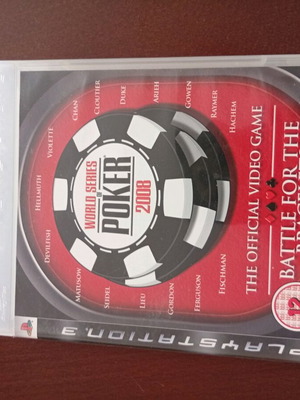 PLAYSTATION 3
DEVILFISH
HELLMUTH
MATUSOW
VIOLETTE
SEIDEL
CHAN
LIEU
CLOUTIER
GORDON
DUKE
FERGUSON
ARIEH
FISCHMAN
GOWEN
RAYMER
HACHEM
WORLD SERIES
OF
POKER
2008
THE OFFICIAL VIDEO GAME
BATTLE FOR THE
12